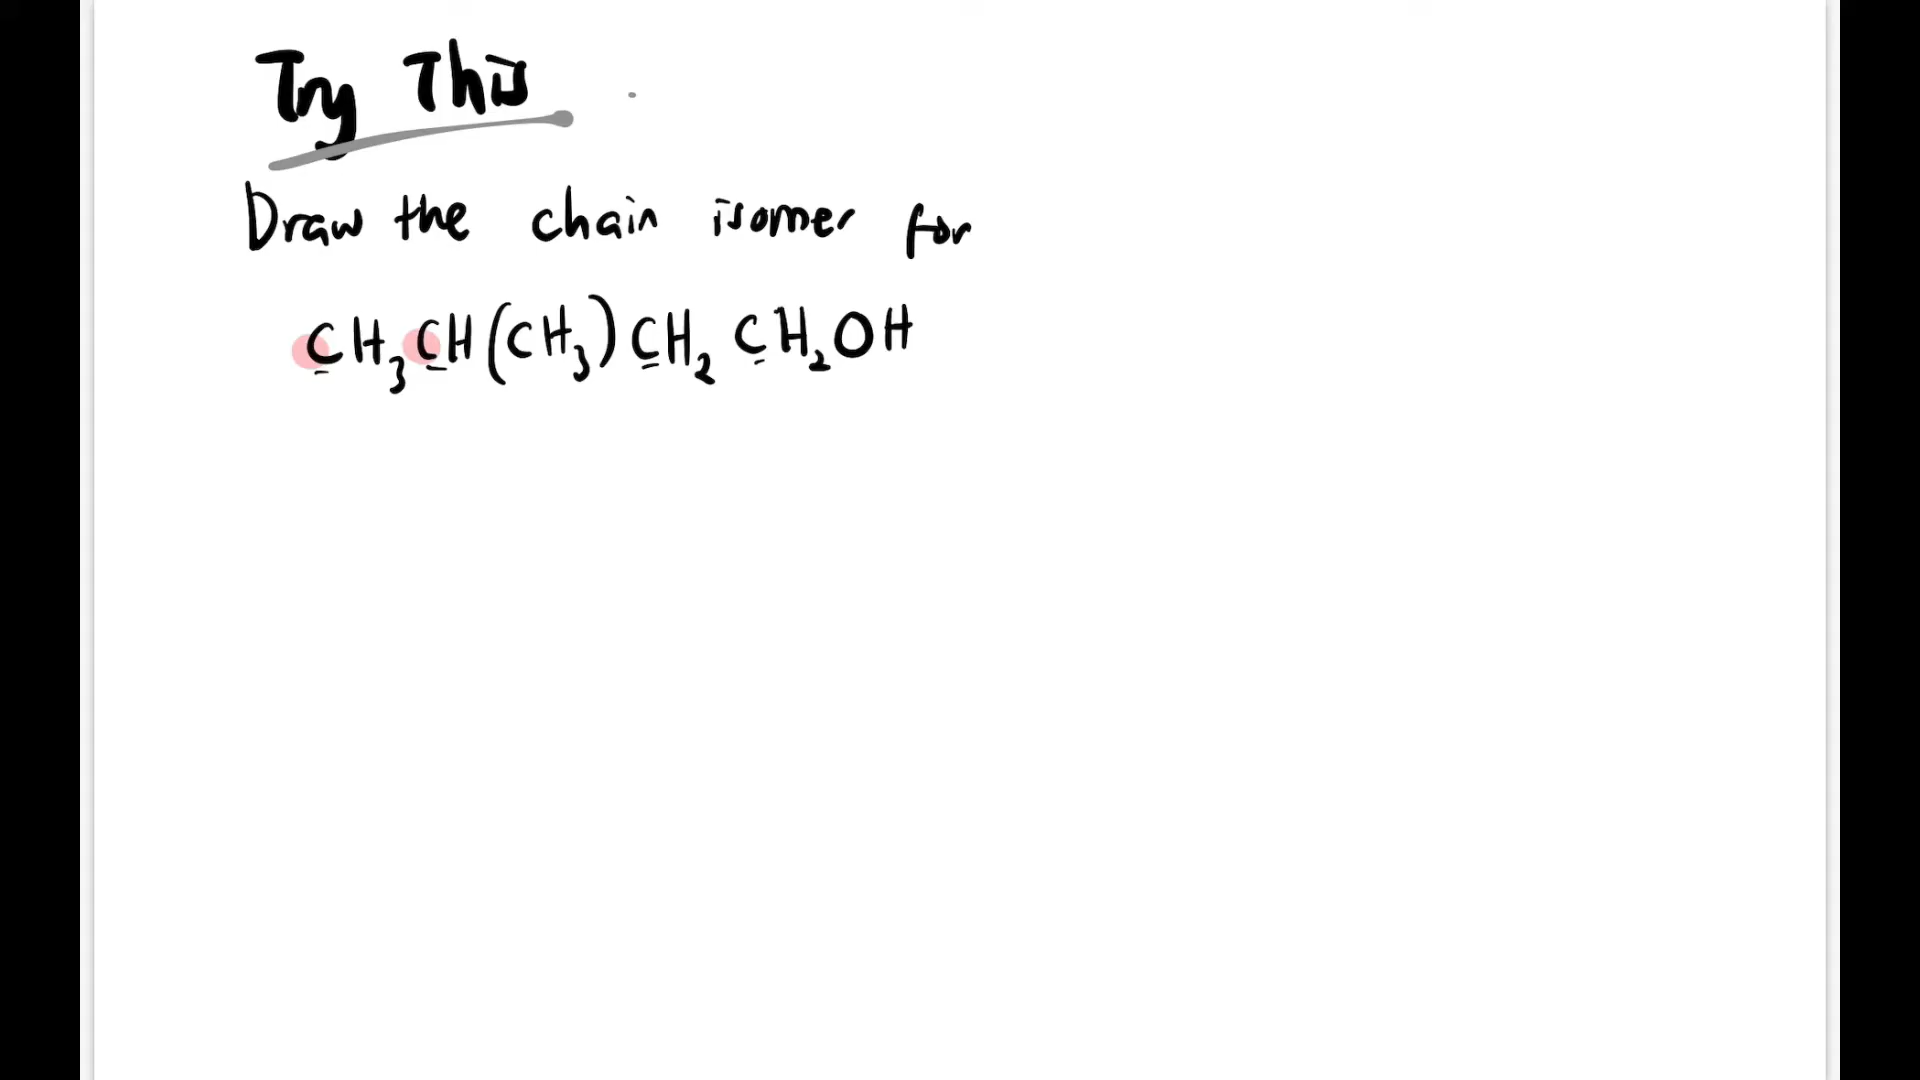 Try This
Draw the chain isomer for
CH₃CH(CH₃)CH₂CH₂OH